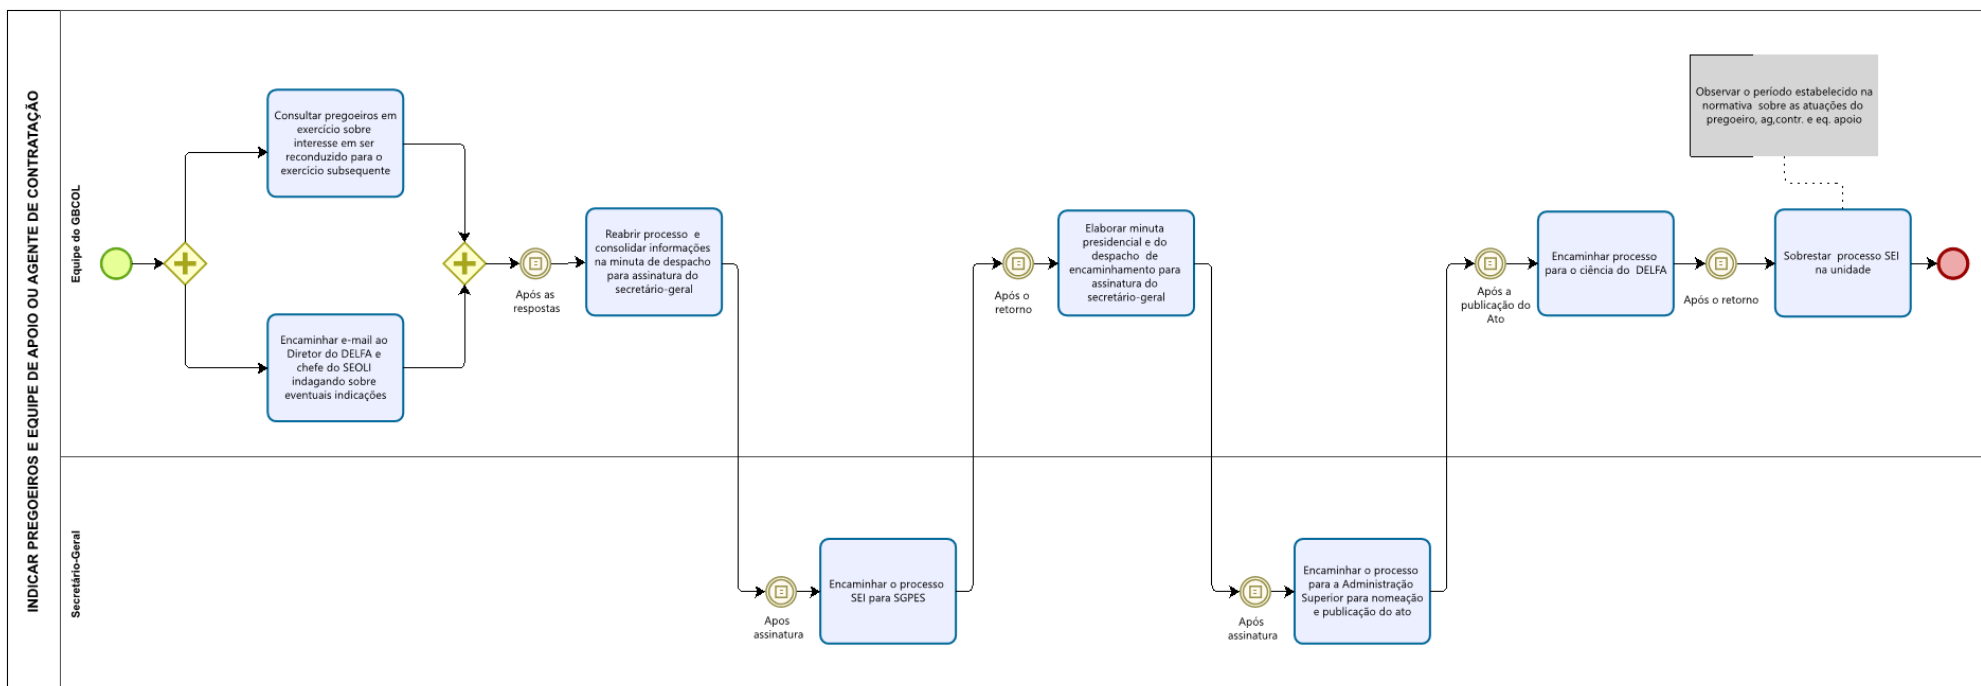 INDICAR PREGOEIROS E EQUIPE DE APOIO OU AGENTE DE CONTRATAÇÃO
Equipe do GBCOL
Consultar pregoeiros em
exercício sobre
interesse em ser
reconduzido para o
exercício subsequente
Encaminhar e-mail ao
Diretor do DELFA e
chefe do SEOLI
indagando sobre
eventuais indicações
Após as
respostas
Reabrir processo e
consolidar informações
na minuta de despacho
para assinatura do
secretário-geral
Após o
retorno
Elaborar minuta
presidencial e do
despacho de
encaminhamento para
assinatura do
secretário-geral
Após a
publicação do
Ato
Encaminhar processo
para o ciência do DELFA
Após o retorno
Sobrestar processo SEI
na unidade
Observar o período estabelecido na
normativa sobre as atuações do
pregoeiro, ag,contr. e eq. apoio
Secretário-Geral
Apos
assinatura
Encaminhar o processo
SEI para SGPES
Após
assinatura
Encaminhar o processo
para a Administração
Superior para nomeação
e publicação do ato